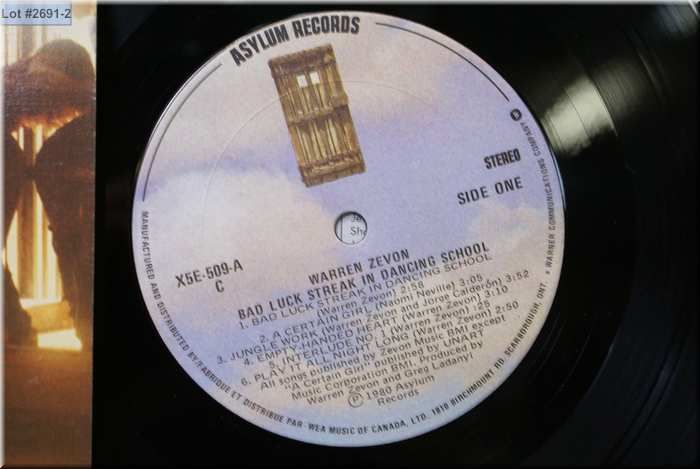 Lot #2691-2
ASYLUM RECORDS
STEREO
SIDE ONE
X5E-509-A
C
WARREN ZEVON
BAD LUCK STREAK IN DANCING SCHOOL
1. BAD LUCK STREAK IN DANCING SCHOOL
(Warren Zevon) 2:58
2. A CERTAIN GIRL (Naomi Neville) 3:05
3. JUNGLE WORK (Warren Zevon and Jorge Calderón) 3:52
4. EMPTY-HANDED HEART (Warren Zevon) 3:10
5. INTERLUDE NO. 1 (Warren Zevon) :25
6. PLAY IT ALL NIGHT LONG (Warren Zevon) 2:50
All songs published by Zevon Music BMI except
"A Certain Girl" published by UNART
Music Corporation BMI. Produced by
Warren Zevon and Greg Ladanyi
Ⓟ 1980 Asylum
Records
MANUFACTURED AND DISTRIBUTED BY/FABRIQUE ET DISTRIBUE PAR: WEA MUSIC OF CANADA, LTD. 1810 BIRCHMOUNT RD. SCARBOROUGH, ONT. ★ WARNER COMMUNICATIONS COMPANY